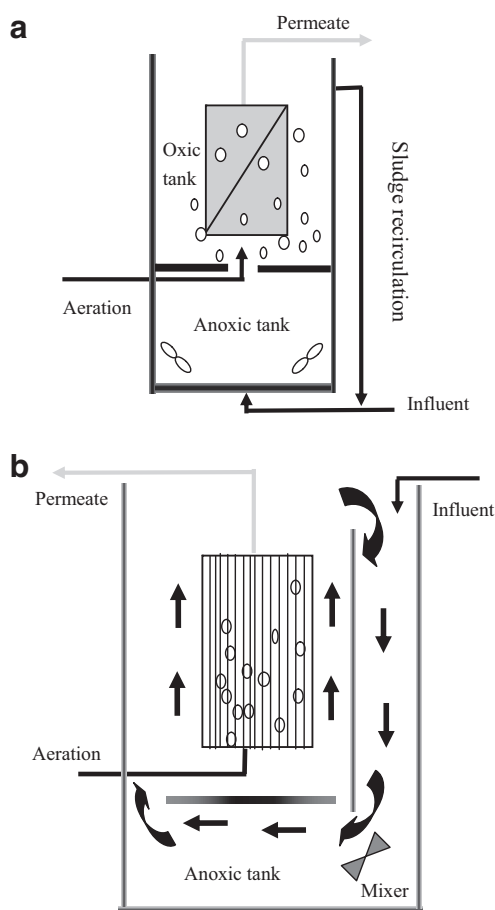 a
Permeate
Oxic
tank
Sludge recirculation
Aeration
Anoxic tank
Influent
b
Permeate
Influent
Aeration
Anoxic tank
Mixer